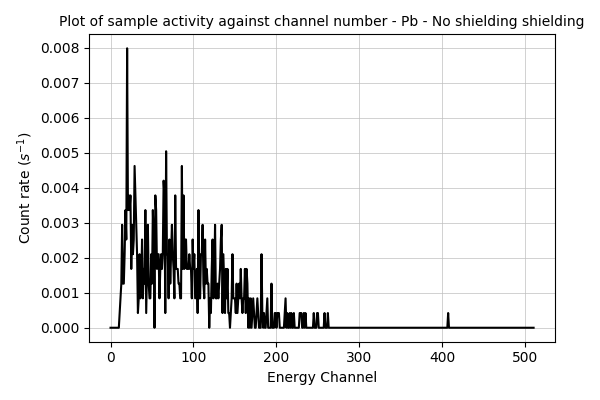 Plot of sample activity against channel number - Pb - No shielding shielding
0.008
0.007
0.006
0.005
0.004
0.003
0.002
0.001
0.000
Count rate (s⁻¹)
0 100 200 300 400 500
Energy Channel